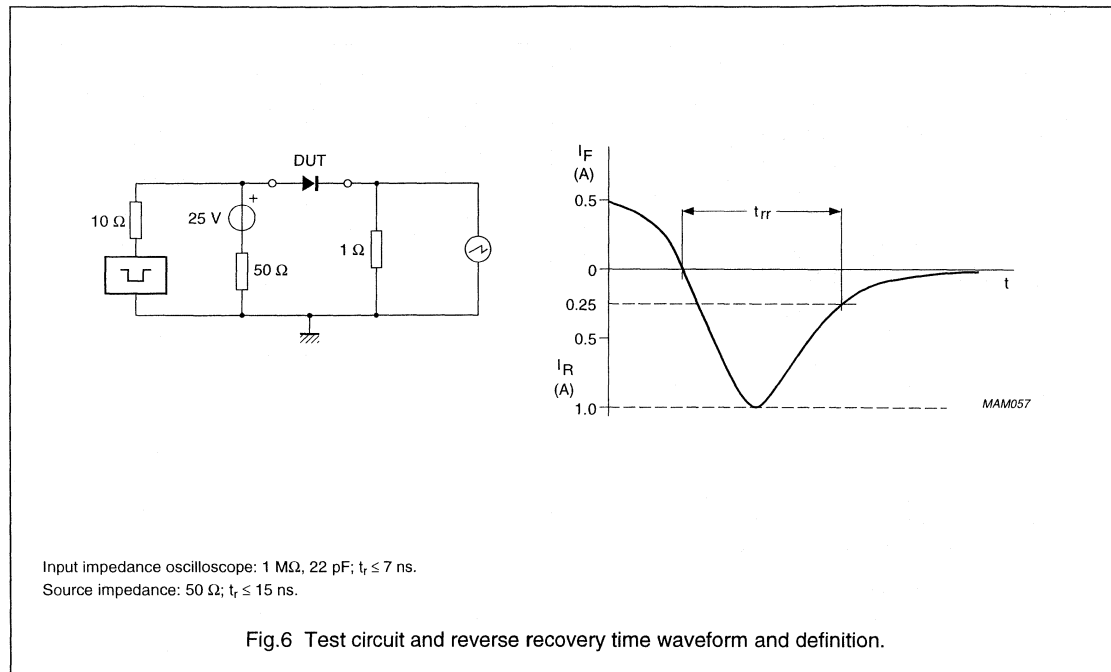 DUT
+
10 Ω
25 V
50 Ω
1 Ω
I_F
(A)
0.5
t_rr
0
t
0.25
0.5
I_R
(A)
1.0
MAM057
Input impedance oscilloscope: 1 MΩ, 22 pF; t_r ≤ 7 ns.
Source impedance: 50 Ω; t_r ≤ 15 ns.
Fig.6 Test circuit and reverse recovery time waveform and definition.